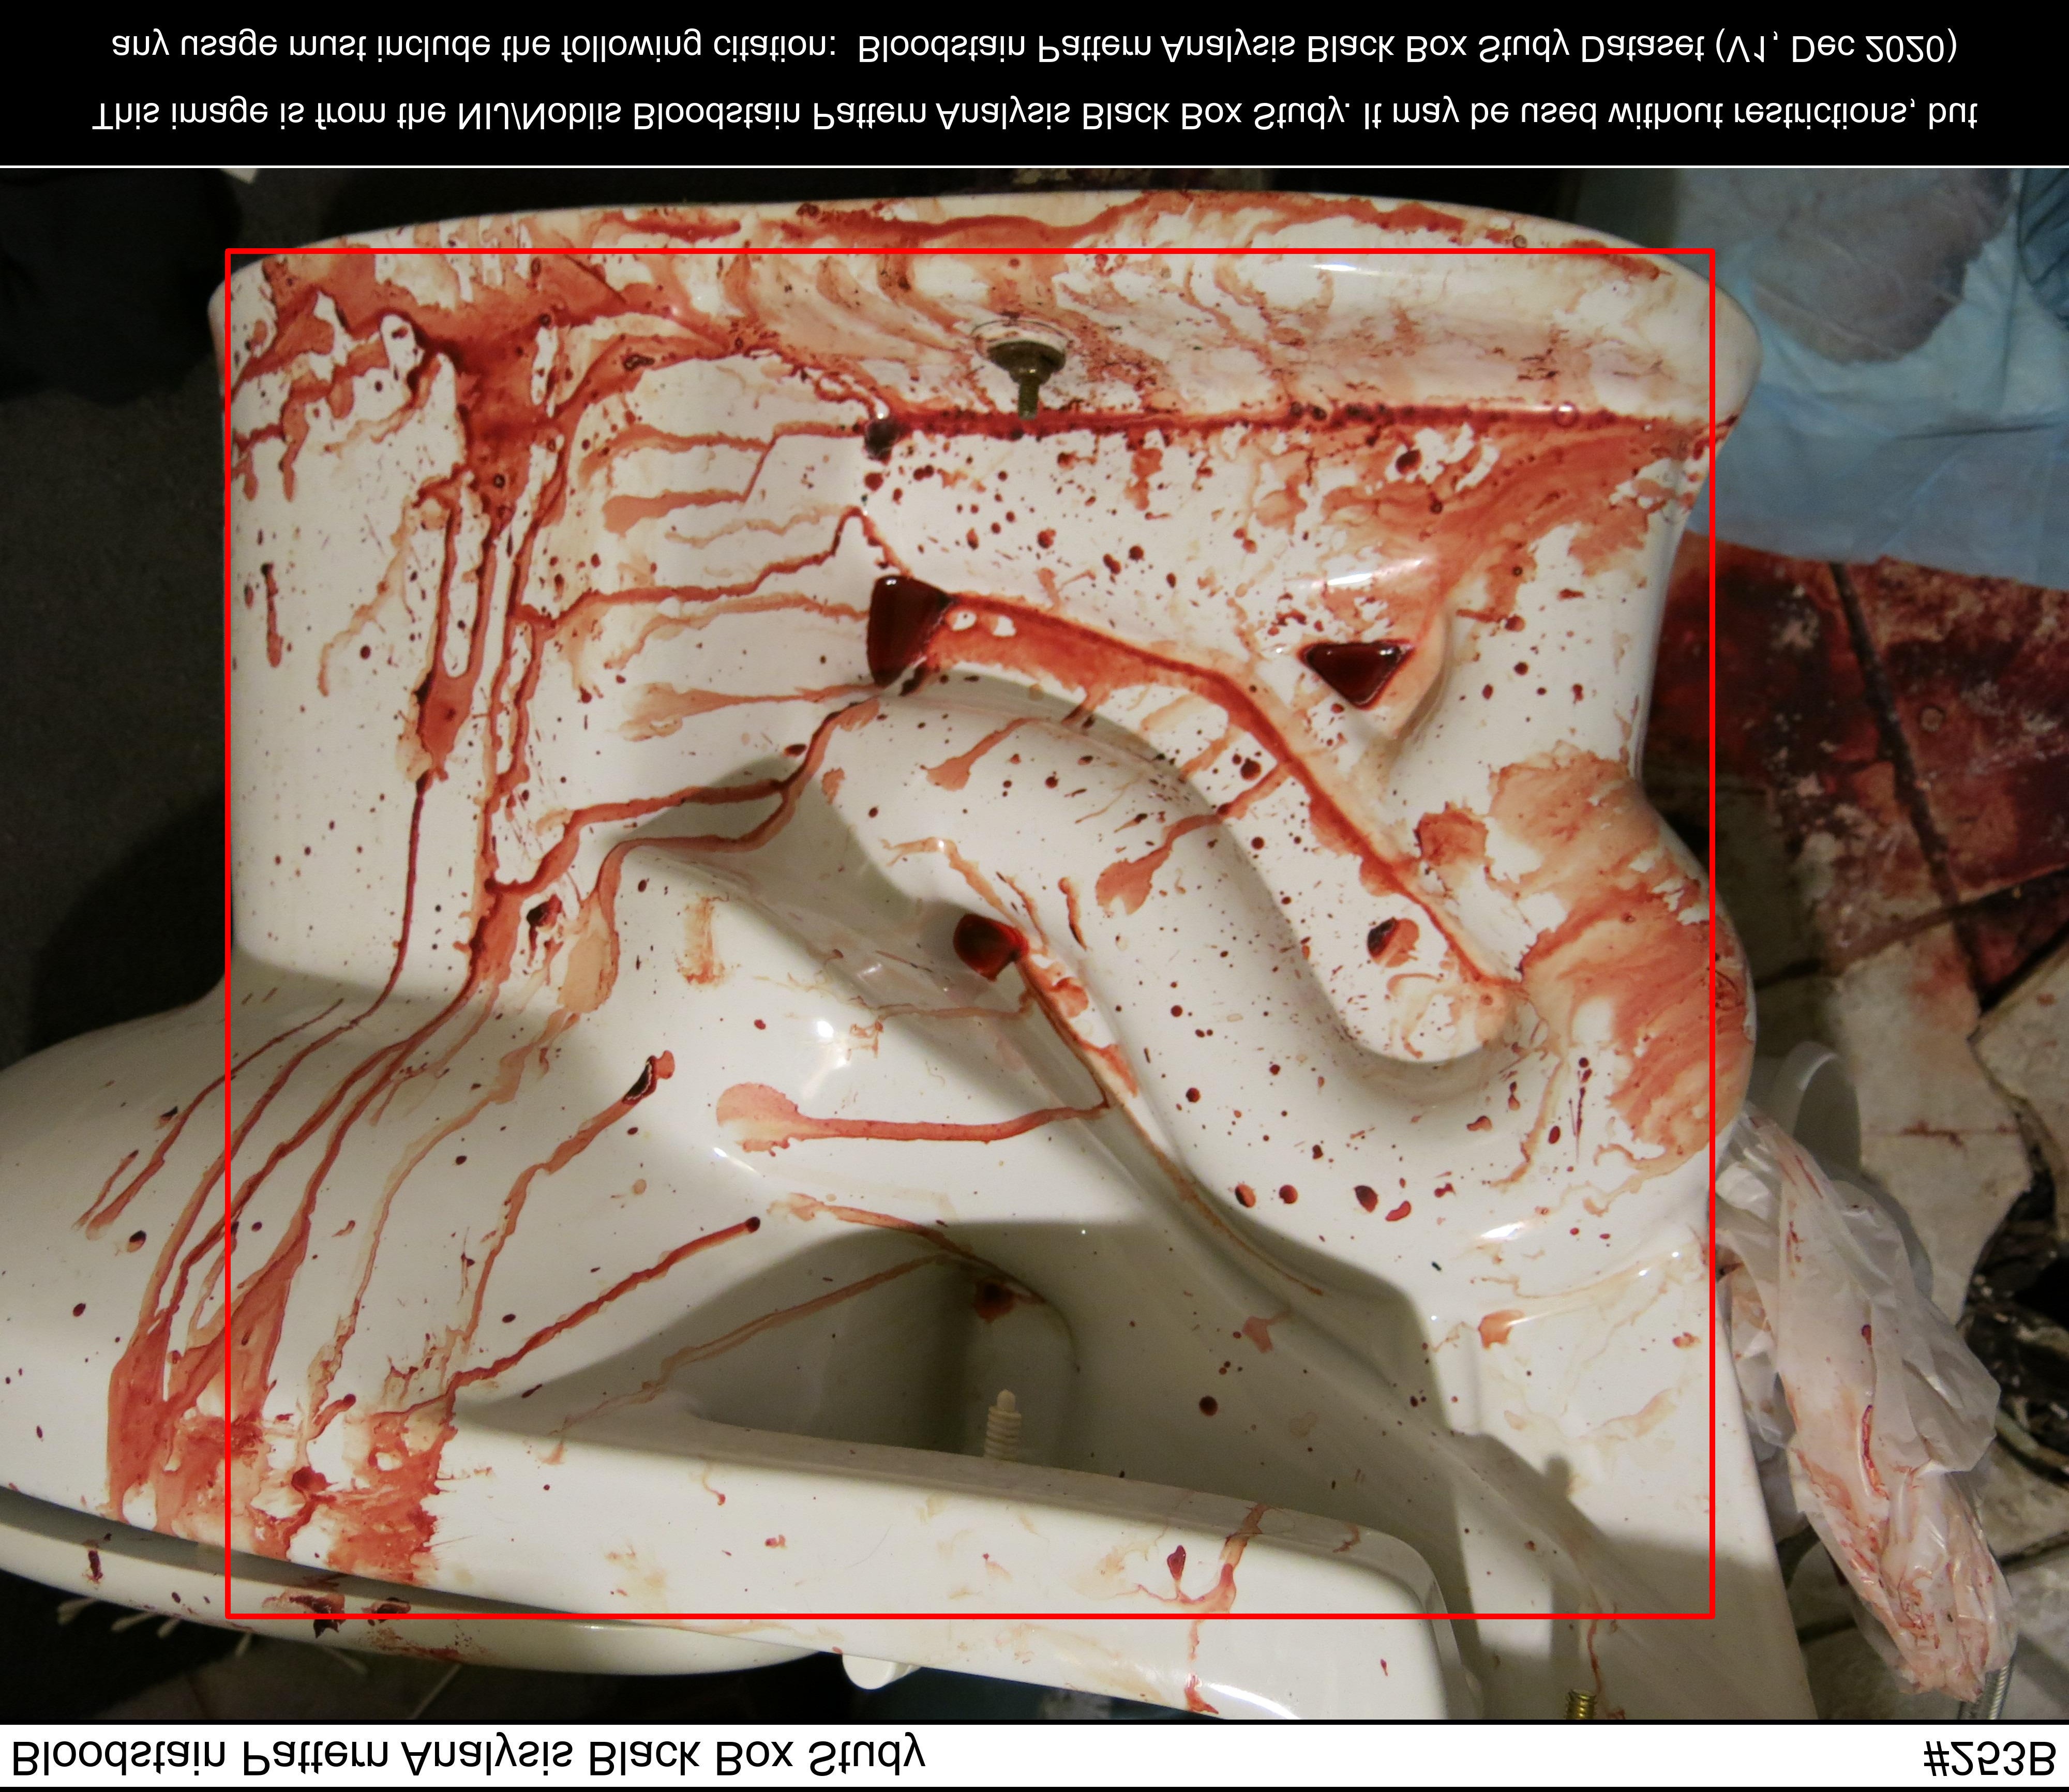 Bloodstain Pattern Analysis Black Box Study #253B
This image is from the NIJ/Noblis Bloodstain Pattern Analysis Black Box Study. It may be used without restrictions, but
any usage must include the following citation: Bloodstain Pattern Analysis Black Box Study Dataset (V1, Dec 2020)